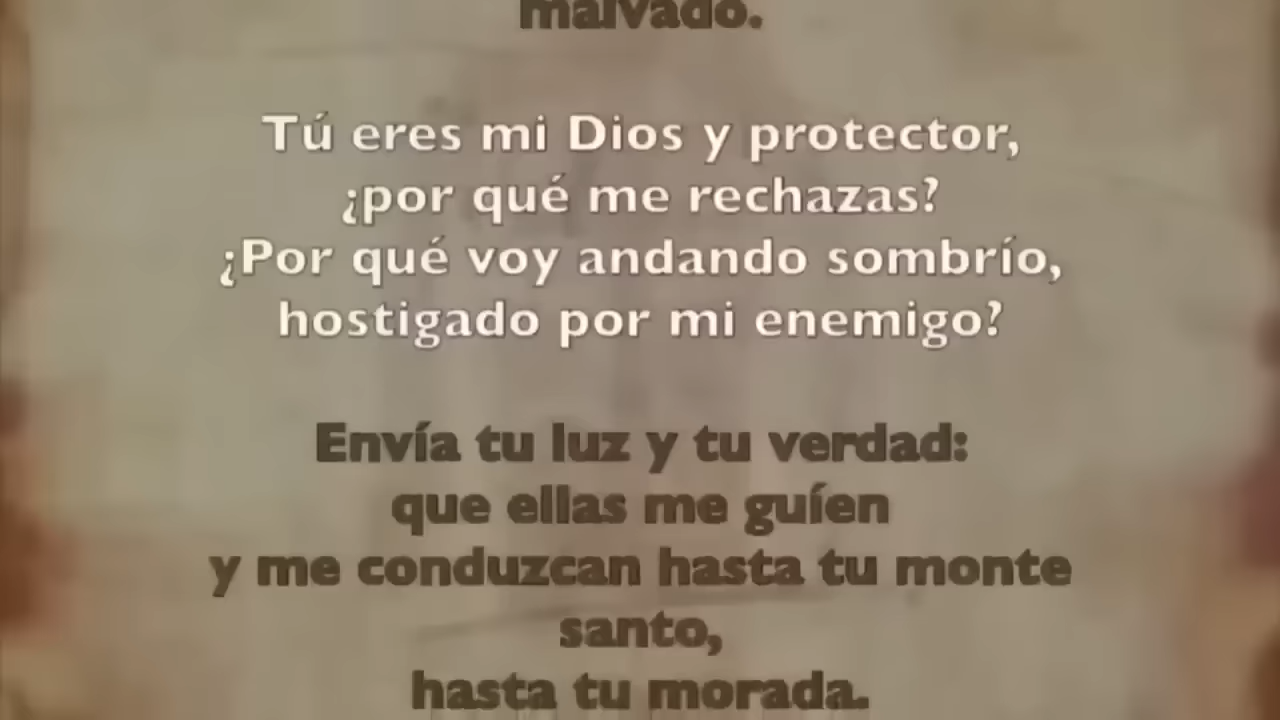 malvado.
Tú eres mi Dios y protector,
¿por qué me rechazas?
¿Por qué voy andando sombrío,
hostigado por mi enemigo?
Envía tu luz y tu verdad:
que ellas me guíen
y me conduzcan hasta tu monte
santo,
hasta tu morada.